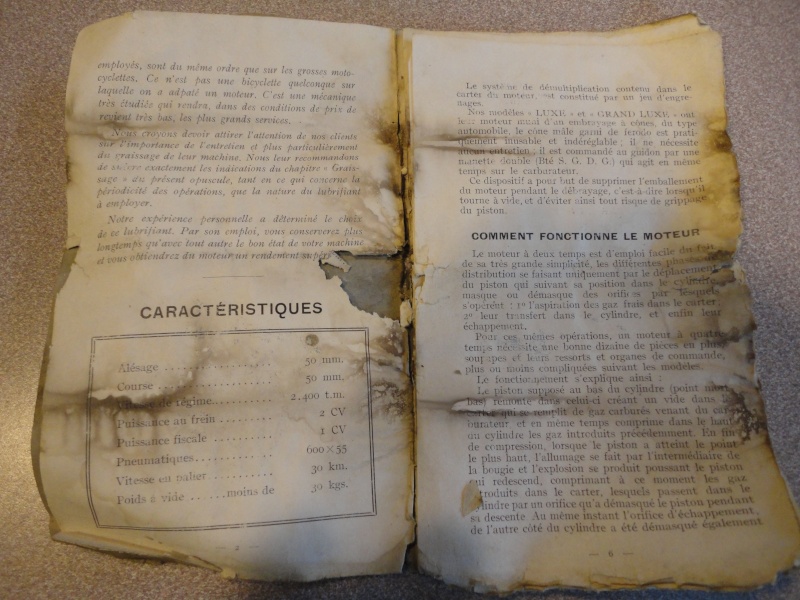 employés, sont du même ordre que sur les grosses moto-
cyclettes. Ce n'est pas une bicyclette quelconque sur
laquelle on a adpaté un moteur. C'est une mécanique
très étudiée qui rendra, dans des conditions de prix de
revient très bas, les plus grands services.
Nous croyons devoir attirer l'attention de nos clients
sur l'importance de l'entretien et plus particulièrement
du graissage de leur machine. Nous leur recommandons
de suivre exactement les indications du chapitre « Grais-
sage » du présent opuscule, tant en ce qui concerne la
périodicité des opérations, que la nature du lubrifiant
à employer.
Notre expérience personnelle a déterminé le choix
de ce lubrifiant. Par son emploi, vous conserverez plus
longtemps qu'avec tout autre le bon état de votre machine
et vous obtiendrez du moteur un rendement
CARACTÉRISTIQUES
Alésage .................... 50 mm.
Course .................... 50 mm.
de régime.......... 2.400 t.m.
Puissance au frein .......... 2 CV
Puissance fiscale .......... 1 CV
Pneumatiques.............. 600×55
Vitesse en palier .......... 30 km.
Poids à vide ......moins de 30 kgs.
— 2 —
Le système de démultiplication contenu dans le
carter du moteur, est constitué par un jeu d'engre-
nages.
Nos modèles « LUXE » et « GRAND LUXE » ont
leur moteur muni d'un embrayage à cônes, du type
automobile, le cône mâle garni de ferodo est prati-
quement inusable et indéréglable ; il ne nécessite
aucun entretien ; il est commandé au guidon par une
manette double (Bté S. G. D. G.) qui agit en même
temps sur le carburateur.
Ce dispositif a pour but de supprimer l'emballement
du moteur pendant le débrayage, c'est-à-dire lorsqu'il
tourne à vide, et d'éviter ainsi tout risque de grippage
du piston.
COMMENT FONCTIONNE LE MOTEUR
Le moteur à deux temps est d'emploi facile du fait
de sa très grande simplicité, les différentes phases de
distribution se faisant uniquement par le déplacement
du piston qui suivant sa position dans le cylindre
masque ou démasque des orifices par lesquels
s'opèrent : 1º l'aspiration des gaz frais dans le carter,
2º leur transfert dans le cylindre, et enfin leur
échappement.
Pour ces mêmes opérations, un moteur à quatre
temps nécessite une bonne dizaine de pièces en plus,
soupapes et leurs ressorts et organes de commande,
plus ou moins compliquées suivant les modèles.
Le fonctionnement s'explique ainsi :
Le piston supposé au bas du cylindre (point mort
bas) remonte dans celui-ci créant un vide dans le
carter qui se remplit de gaz carburés venant du car-
burateur et en même temps comprime dans le haut
du cylindre les gaz introduits précédemment. En fin
de compression, lorsque le piston a atteint le point
le plus haut, l'allumage se fait par l'intermédiaire de
la bougie et l'explosion se produit poussant le piston
qui redescend, comprimant à ce moment les gaz
introduits dans le carter, lesquels passent dans le
cylindre par un orifice qu'a démasqué le piston pendant
sa descente. Au même instant l'orifice d'échappement,
de l'autre côté du cylindre a été démasqué également
— 6 —